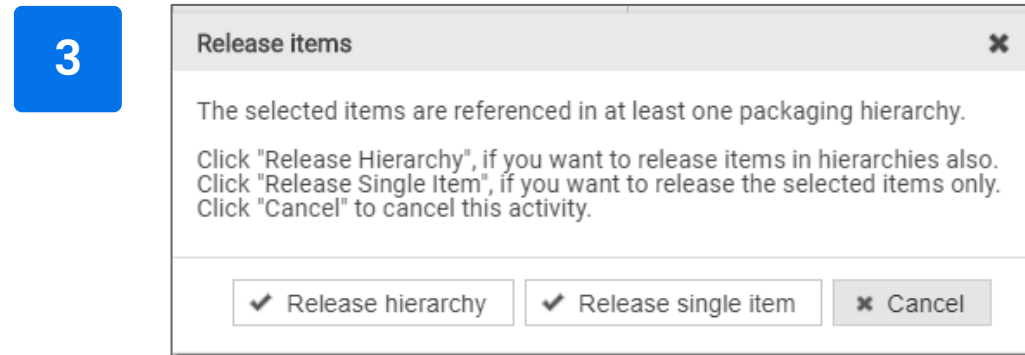 3
Release items
The selected items are referenced in at least one packaging hierarchy.
Click "Release Hierarchy", if you want to release items in hierarchies also.
Click "Release Single Item", if you want to release the selected items only.
Click "Cancel" to cancel this activity.
Release hierarchy Release single item Cancel